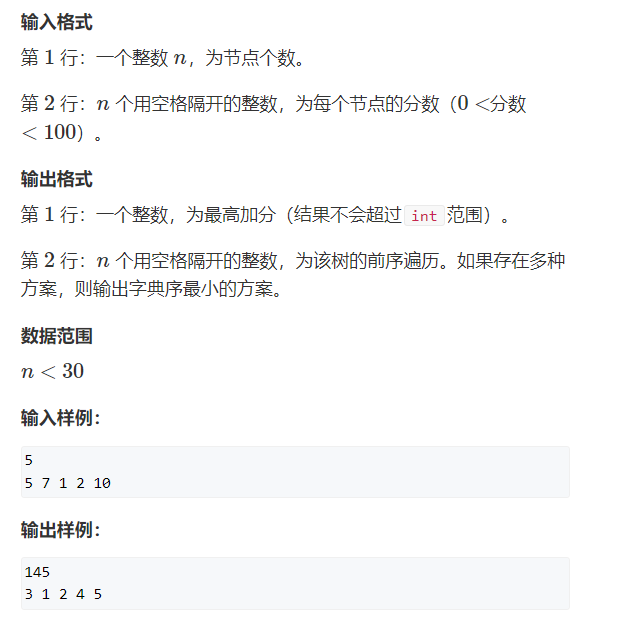 输入格式
第 1 行：一个整数 n，为节点个数。
第 2 行：n 个用空格隔开的整数，为每个节点的分数（0 <分数
< 100）。
输出格式
第 1 行：一个整数，为最高加分（结果不会超过 int 范围）。
第 2 行：n 个用空格隔开的整数，为该树的前序遍历。如果存在多种
方案，则输出字典序最小的方案。
数据范围
n < 30
输入样例：
5
5 7 1 2 10
输出样例：
145
3 1 2 4 5